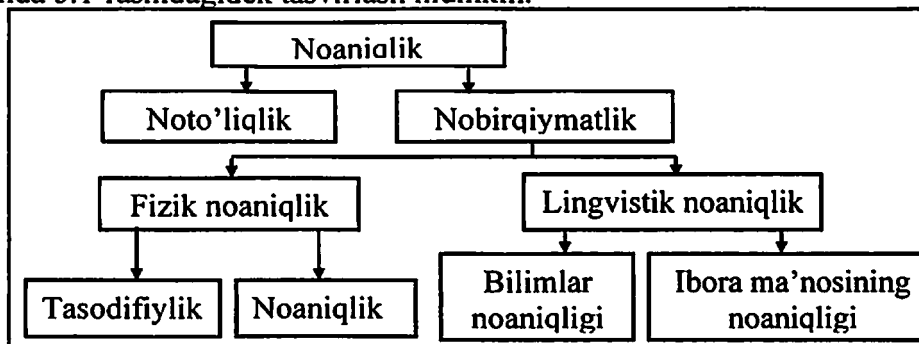 Noaniqlik
Noto’liqlik
Nobirqiymatlik
Fizik noaniqlik
Lingvistik noaniqlik
Tasodifiylik
Noaniqlik
Bilimlar
noaniqligi
Ibora ma’nosining
noaniqligi